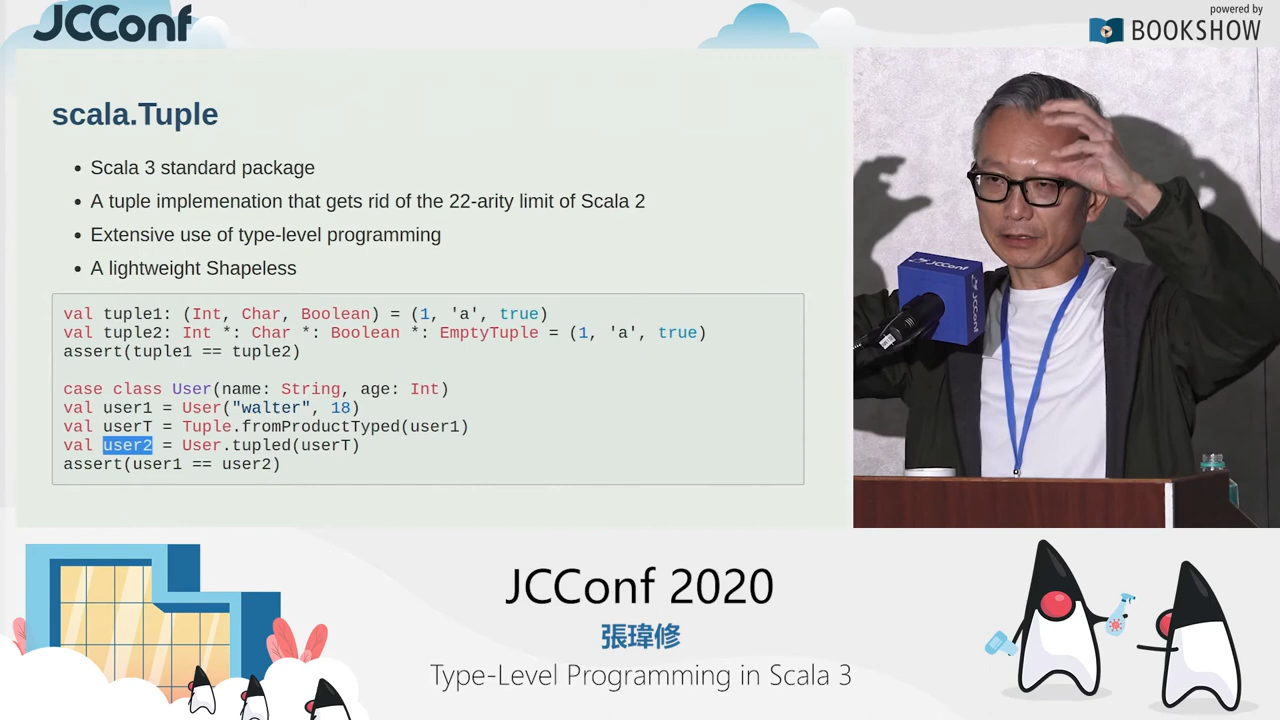 JCConf
powered by
BOOKSHOW
scala.Tuple
• Scala 3 standard package
• A tuple implemenation that gets rid of the 22-arity limit of Scala 2
• Extensive use of type-level programming
• A lightweight Shapeless
val tuple1: (Int, Char, Boolean) = (1, 'a', true)
val tuple2: Int *: Char *: Boolean *: EmptyTuple = (1, 'a', true)
assert(tuple1 == tuple2)
case class User(name: String, age: Int)
val user1 = User("walter", 18)
val userT = Tuple.fromProductTyped(user1)
val user2 = User.tupled(userT)
assert(user1 == user2)
JCConf
JCConf
JCConf 2020
張瑋修
Type-Level Programming in Scala 3